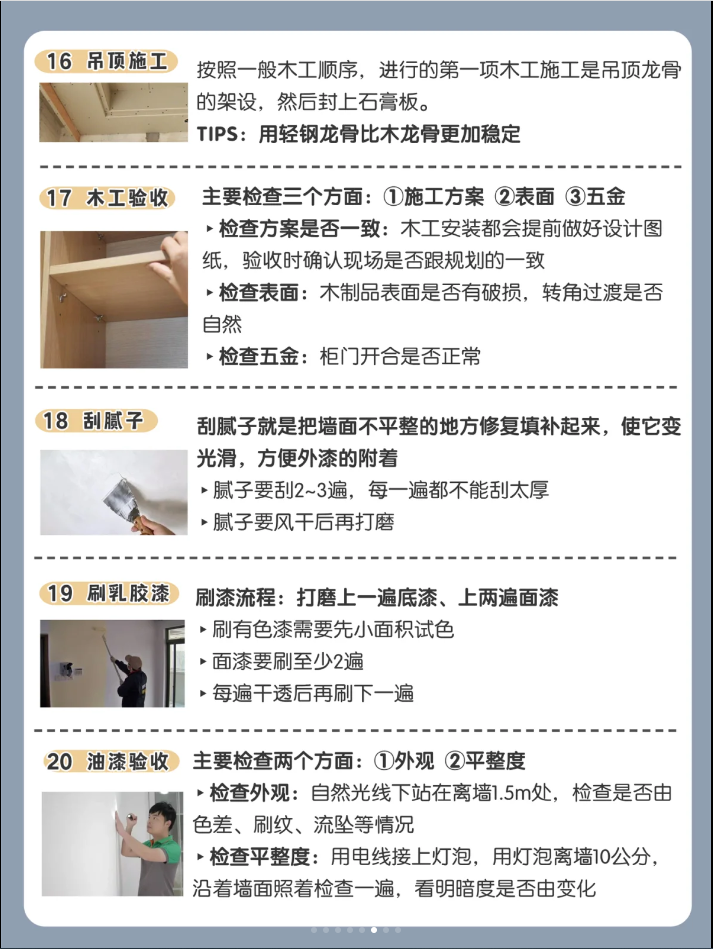 16 吊顶施工
按照一般木工顺序，进行的第一项木工施工是吊顶龙骨
的架设，然后封上石膏板。
TIPS：用轻钢龙骨比木龙骨更加稳定
17 木工验收
主要检查三个方面：①施工方案 ②表面 ③五金
▸检查方案是否一致：木工安装都会提前做好设计图
纸，验收时确认现场是否跟规划的一致
▸检查表面：木制品表面是否有破损，转角过渡是否
自然
▸检查五金：柜门开合是否正常
18 刮腻子
刮腻子就是把墙面不平整的地方修复填补起来，使它变
光滑，方便外漆的附着
▸腻子要刮2~3遍，每一遍都不能刮太厚
▸腻子要风干后再打磨
19 刷乳胶漆
刷漆流程：打磨上一遍底漆、上两遍面漆
▸刷有色漆需要先小面积试色
▸面漆要刷至少2遍
▸每遍干透后再刷下一遍
20 油漆验收
主要检查两个方面：①外观 ②平整度
▸检查外观：自然光线下站在离墙1.5m处，检查是否由
色差、刷纹、流坠等情况
▸检查平整度：用电线接上灯泡，用灯泡离墙10公分，
沿着墙面照着检查一遍，看明暗度是否由变化